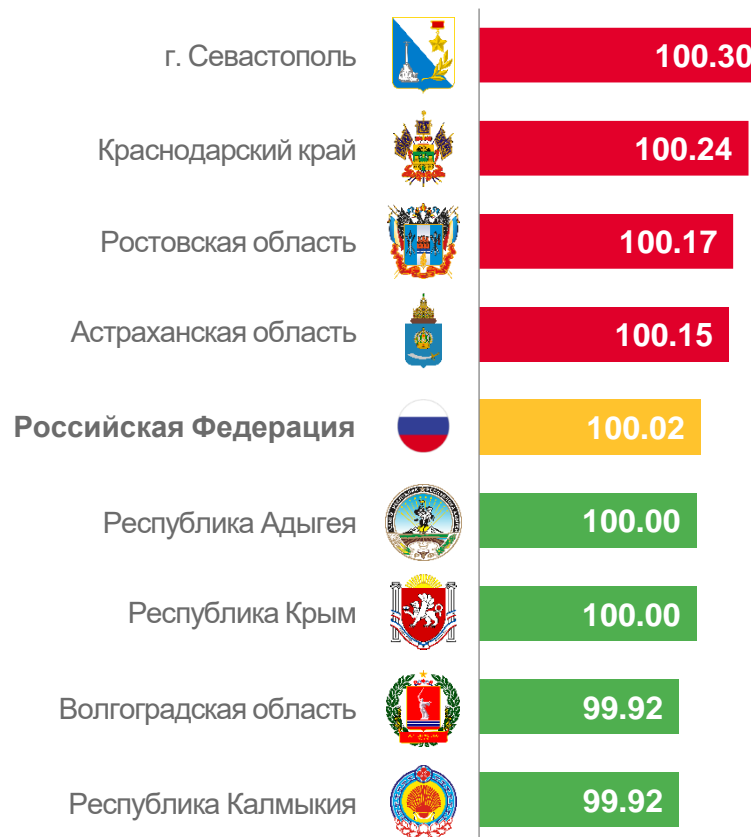 г. Севастополь 100.30
Краснодарский край 100.24
Ростовская область 100.17
Астраханская область 100.15
Российская Федерация 100.02
Республика Адыгея 100.00
Республика Крым 100.00
Волгоградская область 99.92
Республика Калмыкия 99.92